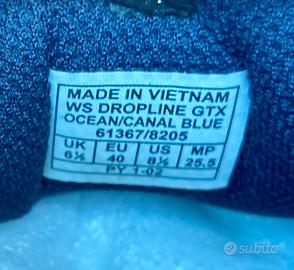 MADE IN VIETNAM
WS DROPLINE GTX
OCEAN/CANAL BLUE
61367/8205
UK EU US MP
6½ 40 8½ 25.5
PY 1-02
subito